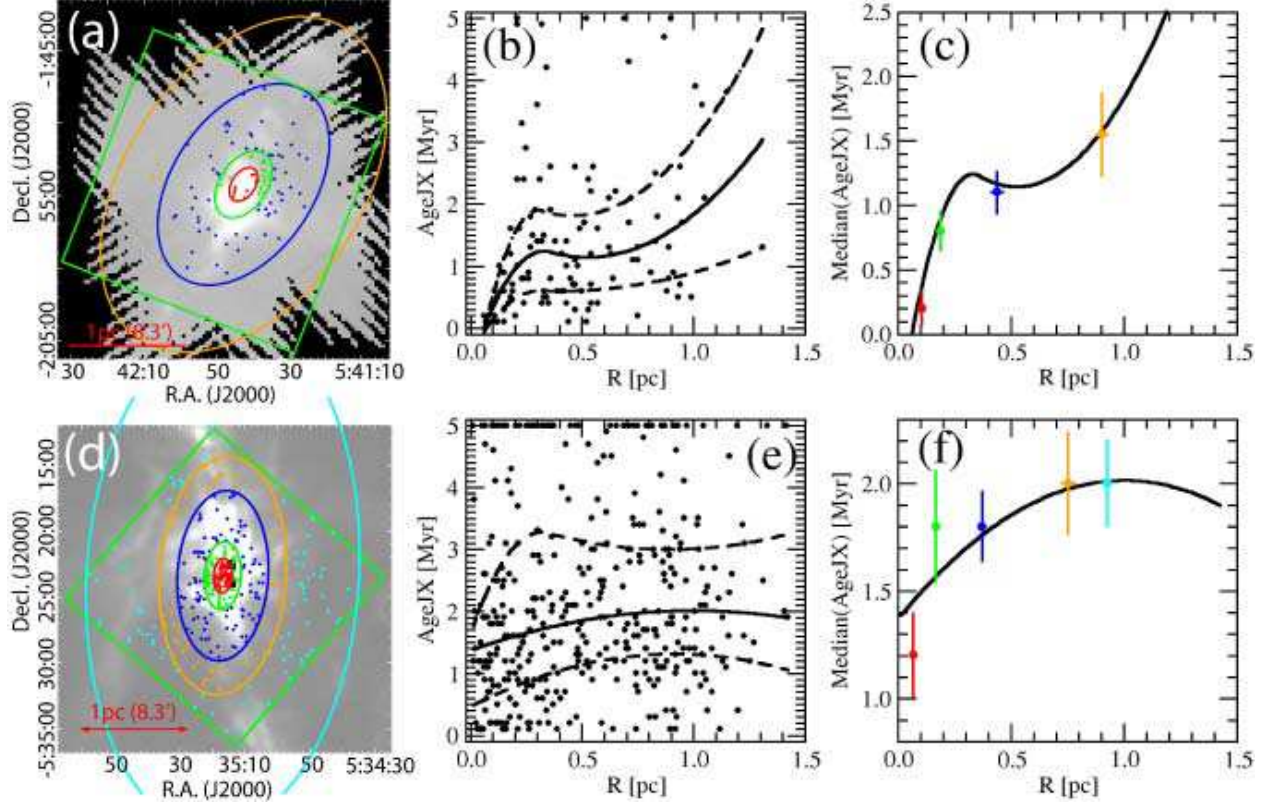 (a)
Decl. (J2000)
-1:45:00
55:00
-2:05:00
1pc (8.3')
30 42:10 50 30 5:41:10
R.A. (J2000)
(b)
AgeJX [Myr]
5
4
3
2
1
0
0.0 0.5 1.0 1.5
R [pc]
(c)
Median(AgeJX) [Myr]
2.5
2.0
1.5
1.0
0.5
0.0
0.0 0.5 1.0 1.5
R [pc]
(d)
Decl. (J2000)
15:00
20:00
25:00
30:00
-5:35:00
1pc (8.3')
50 30 35:10 50 5:34:30
R.A. (J2000)
(e)
AgeJX [Myr]
5
4
3
2
1
0
0.0 0.5 1.0 1.5
R [pc]
(f)
Median(AgeJX) [Myr]
2.0
1.5
1.0
0.0 0.5 1.0 1.5
R [pc]